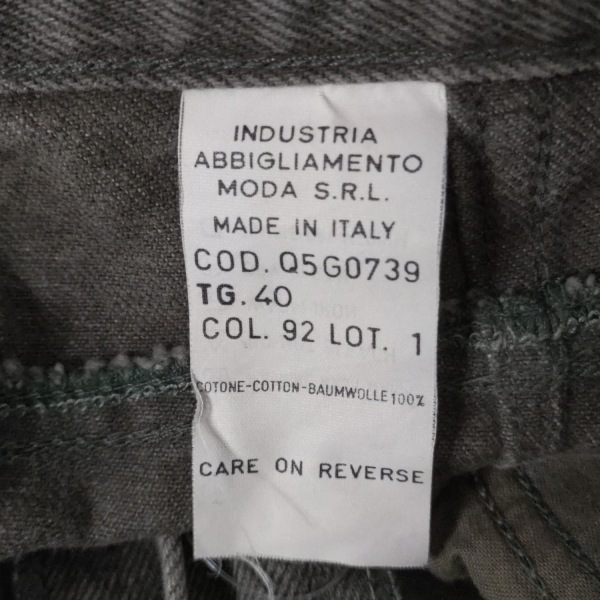 INDUSTRIA
ABBIGLIAMENTO
MODA S.R.L.
MADE IN ITALY
COD. Q5G0739
TG. 40
COL. 92 LOT. 1
COTONE-COTTON-BAUMWOLLE 100%
CARE ON REVERSE